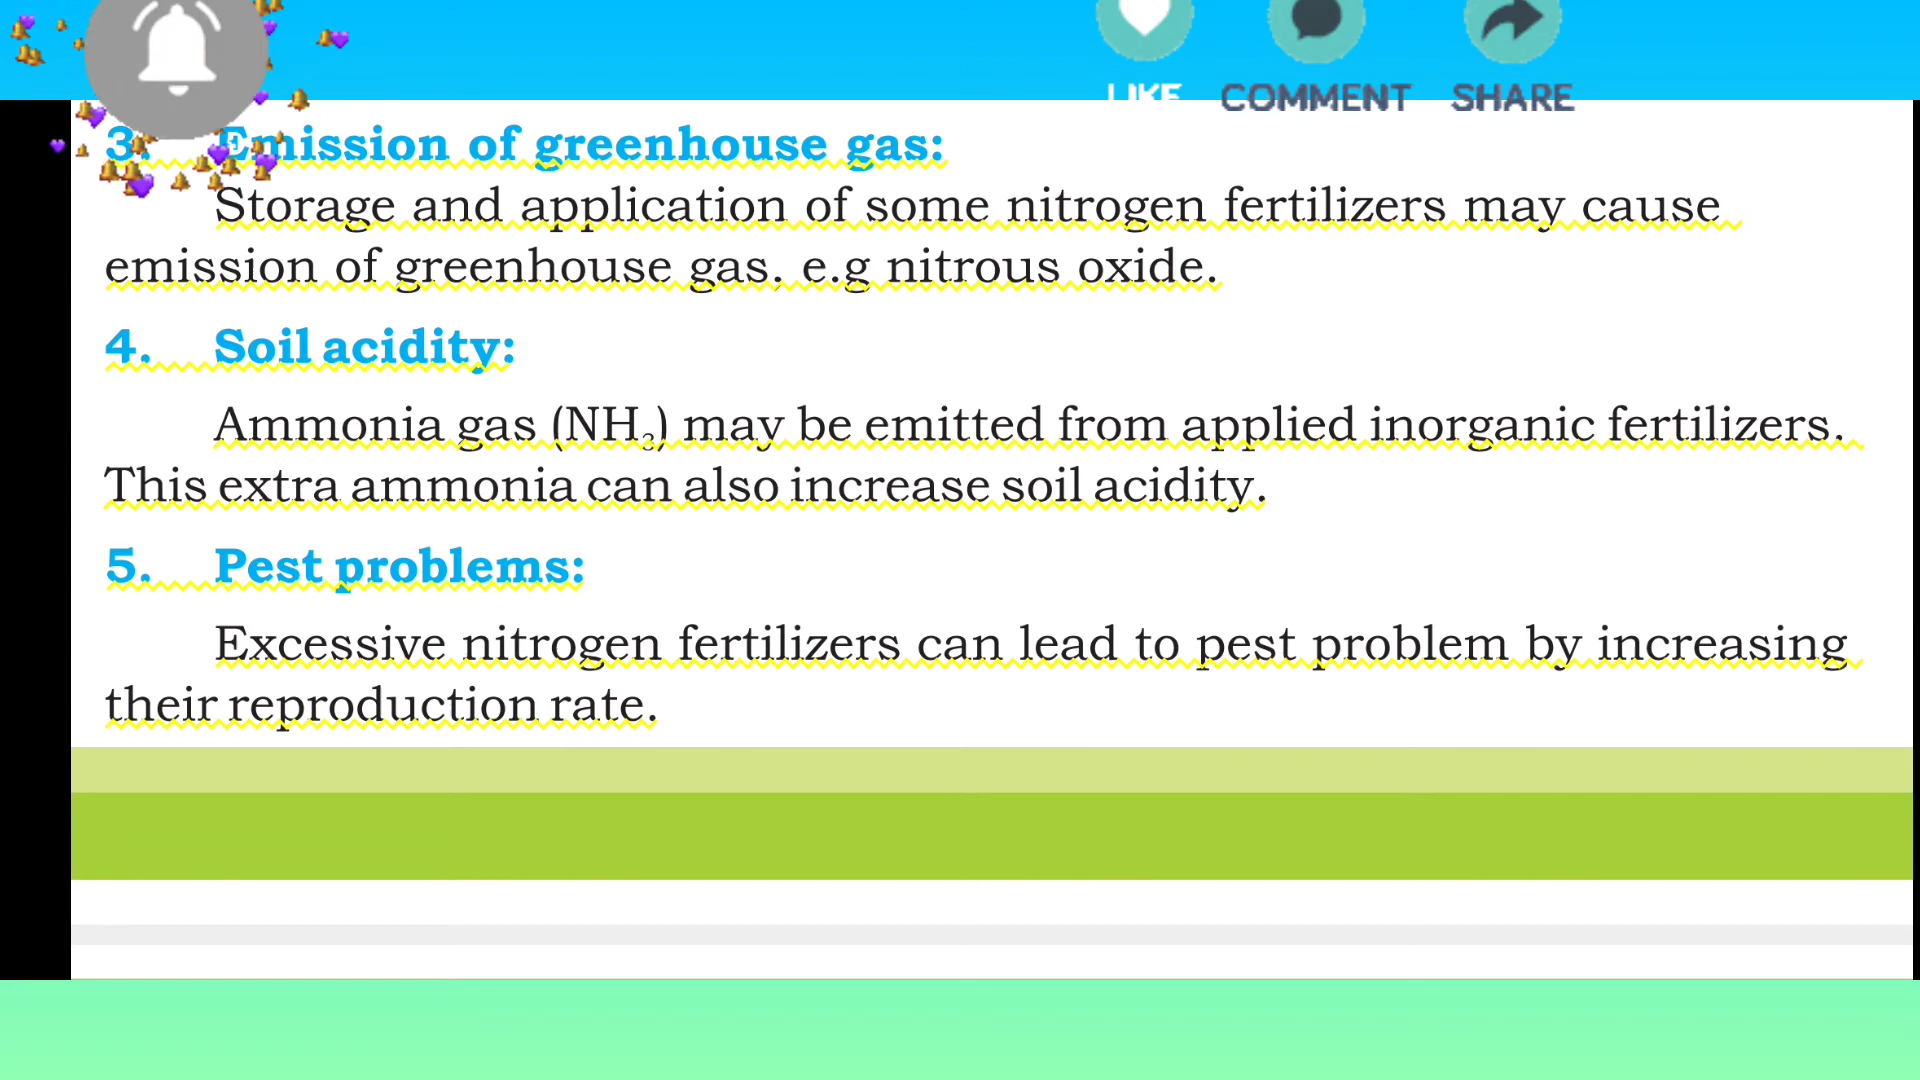 LIKE COMMENT SHARE
3. Emission of greenhouse gas:
Storage and application of some nitrogen fertilizers may cause
emission of greenhouse gas. e.g nitrous oxide.
4. Soil acidity:
Ammonia gas (NH₃) may be emitted from applied inorganic fertilizers.
This extra ammonia can also increase soil acidity.
5. Pest problems:
Excessive nitrogen fertilizers can lead to pest problem by increasing
their reproduction rate.